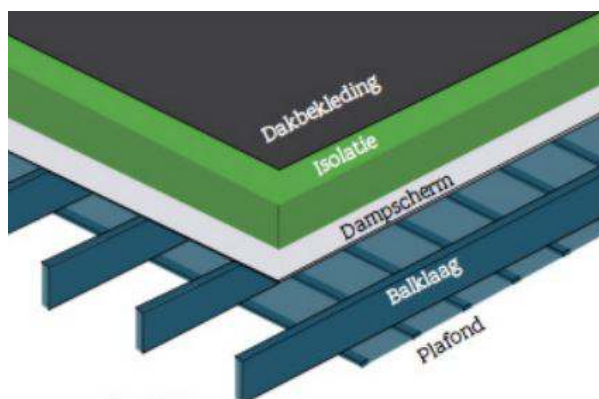 Dakbekleding
Isolatie
Dampscherm
Balklaag
Plafond